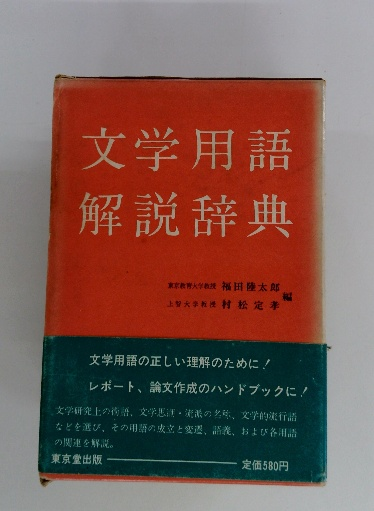 文学用語
解説辞典
東京教育大学教授 福田陸太郎
上智大学教授 村松定孝
編
文学用語の正しい理解のために!
レポート、論文作成のハンドブックに!
文学研究上の術語、文学思潮・流派の名称、文学的流行語
などを選び、その用語の成立と変遷、語義、および各用語
の関連を解説。
東京堂出版
定価580円